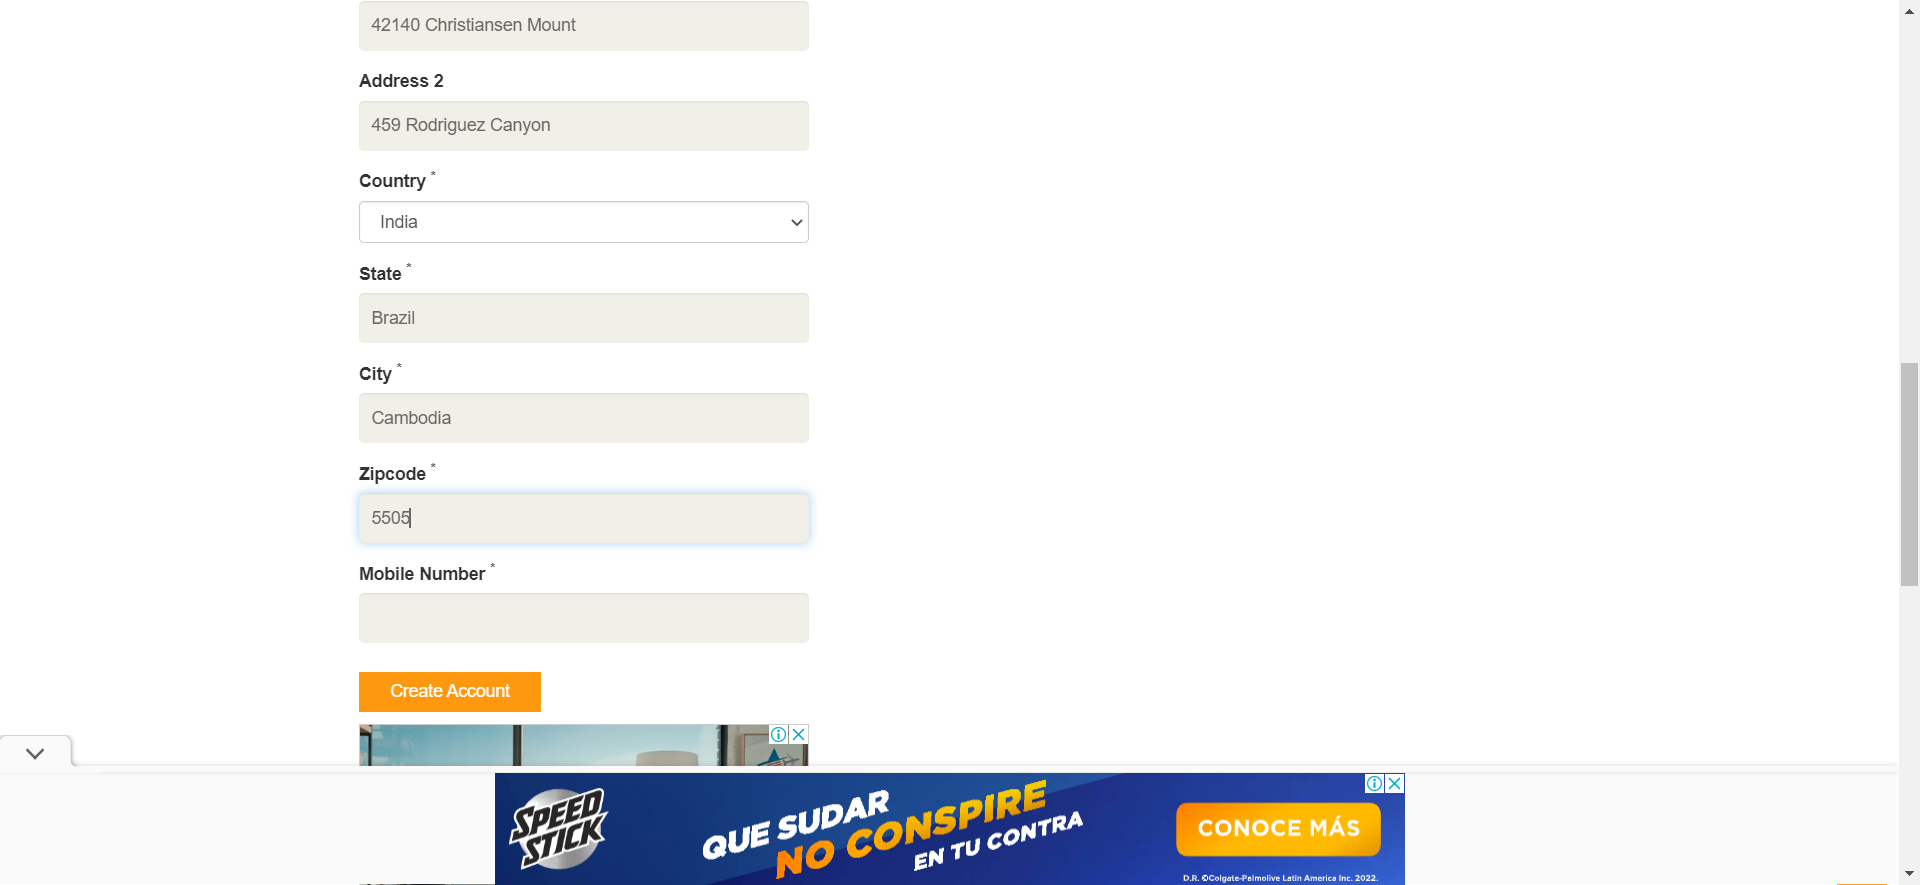 42140 Christiansen Mount
Address 2
459 Rodriguez Canyon
Country *
India
State *
Brazil
City *
Cambodia
Zipcode *
5505
Mobile Number *
Create Account
SPEED
STICK
QUE SUDAR
NO CONSPIRE
EN TU CONTRA
CONOCE MÁS
D.R. ©Colgate-Palmolive Latin America Inc. 2022.